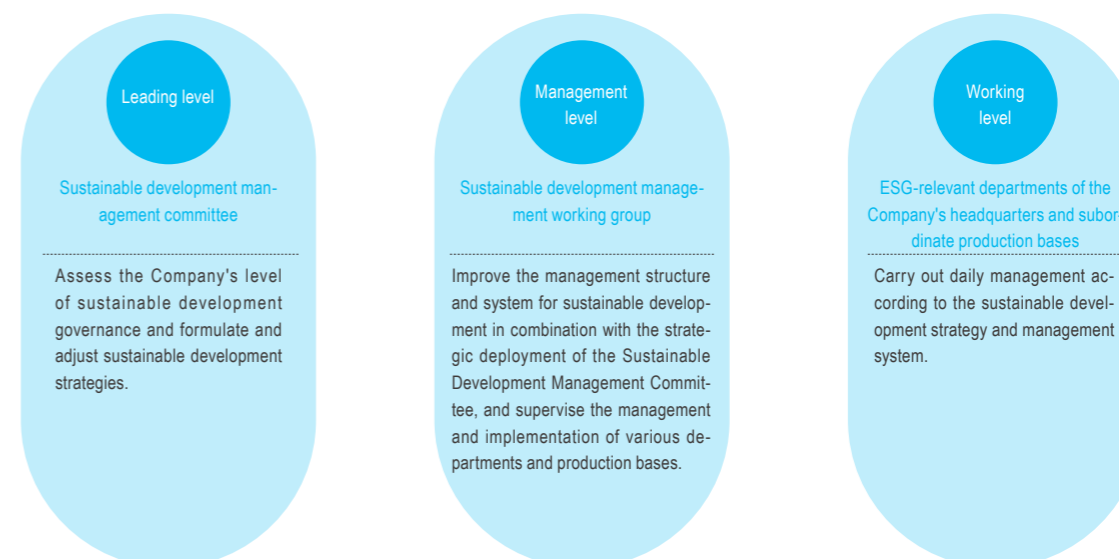 Leading level
Sustainable development man-
agement committee
Assess the Company's level
of sustainable development
governance and formulate and
adjust sustainable development
strategies.
Management
level
Sustainable development manage-
ment working group
Improve the management structure
and system for sustainable develop-
ment in combination with the strate-
gic deployment of the Sustainable
Development Management Commit-
tee, and supervise the management
and implementation of various de-
partments and production bases.
Working
level
ESG-relevant departments of the
Company's headquarters and subor-
dinate production bases
Carry out daily management ac-
cording to the sustainable devel-
opment strategy and management
system.